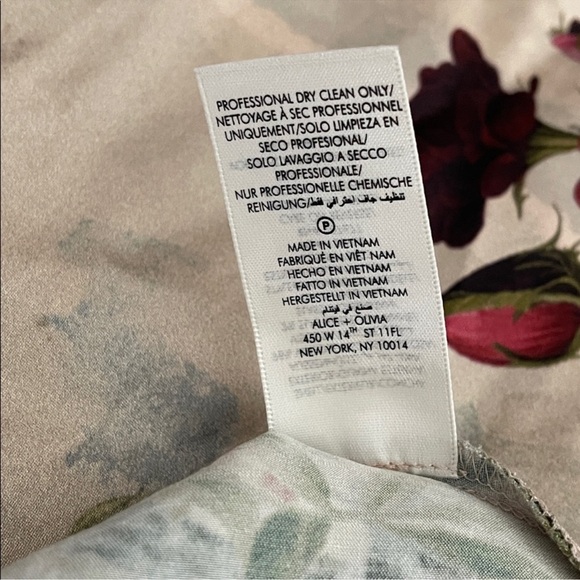 PROFESSIONAL DRY CLEAN ONLY/
NETTOYAGE À SEC PROFESSIONNEL
UNIQUEMENT/SOLO LIMPIEZA EN
SECO PROFESIONAL/
SOLO LAVAGGIO A SECCO
PROFESSIONALE/
NUR PROFESSIONELLE CHEMISCHE
REINIGUNG/تنظيف جاف احترافي فقط
P
MADE IN VIETNAM
FABRIQUÉ EN VIÊT NAM
HECHO EN VIETNAM
FATTO IN VIETNAM
HERGESTELLT IN VIETNAM
صنع في فيتنام
ALICE + OLIVIA
450 W 14TH ST 11FL
NEW YORK, NY 10014